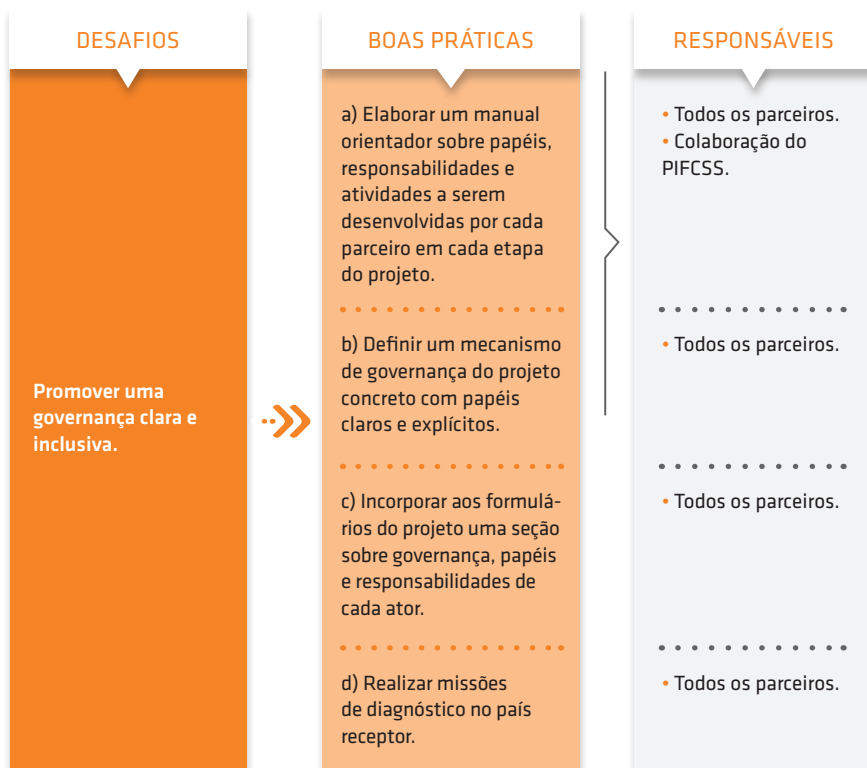 DESAFIOS
BOAS PRÁTICAS
RESPONSÁVEIS
Promover uma
governança clara e
inclusiva.
a) Elaborar um manual
orientador sobre papéis,
responsabilidades e
atividades a serem
desenvolvidas por cada
parceiro em cada etapa
do projeto.
• Todos os parceiros.
• Colaboração do
PIFCSS.
b) Definir um mecanismo
de governança do projeto
concreto com papéis
claros e explícitos.
• Todos os parceiros.
c) Incorporar aos formulá-
rios do projeto uma seção
sobre governança, papéis
e responsabilidades de
cada ator.
• Todos os parceiros.
d) Realizar missões
de diagnóstico no país
receptor.
• Todos os parceiros.